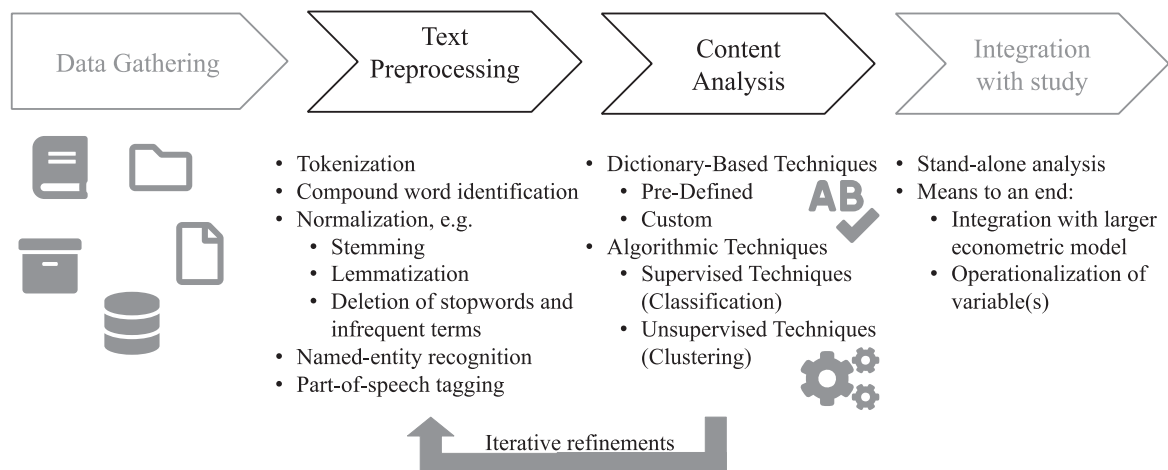 Data Gathering
Text
Preprocessing
Content
Analysis
Integration
with study
• Tokenization
• Compound word identification
• Normalization, e.g.
• Stemming
• Lemmatization
• Deletion of stopwords and
infrequent terms
• Named-entity recognition
• Part-of-speech tagging
• Dictionary-Based Techniques
• Pre-Defined
• Custom
• Algorithmic Techniques
• Supervised Techniques
(Classification)
• Unsupervised Techniques
(Clustering)
AB
• Stand-alone analysis
• Means to an end:
• Integration with larger
econometric model
• Operationalization of
variable(s)
Iterative refinements